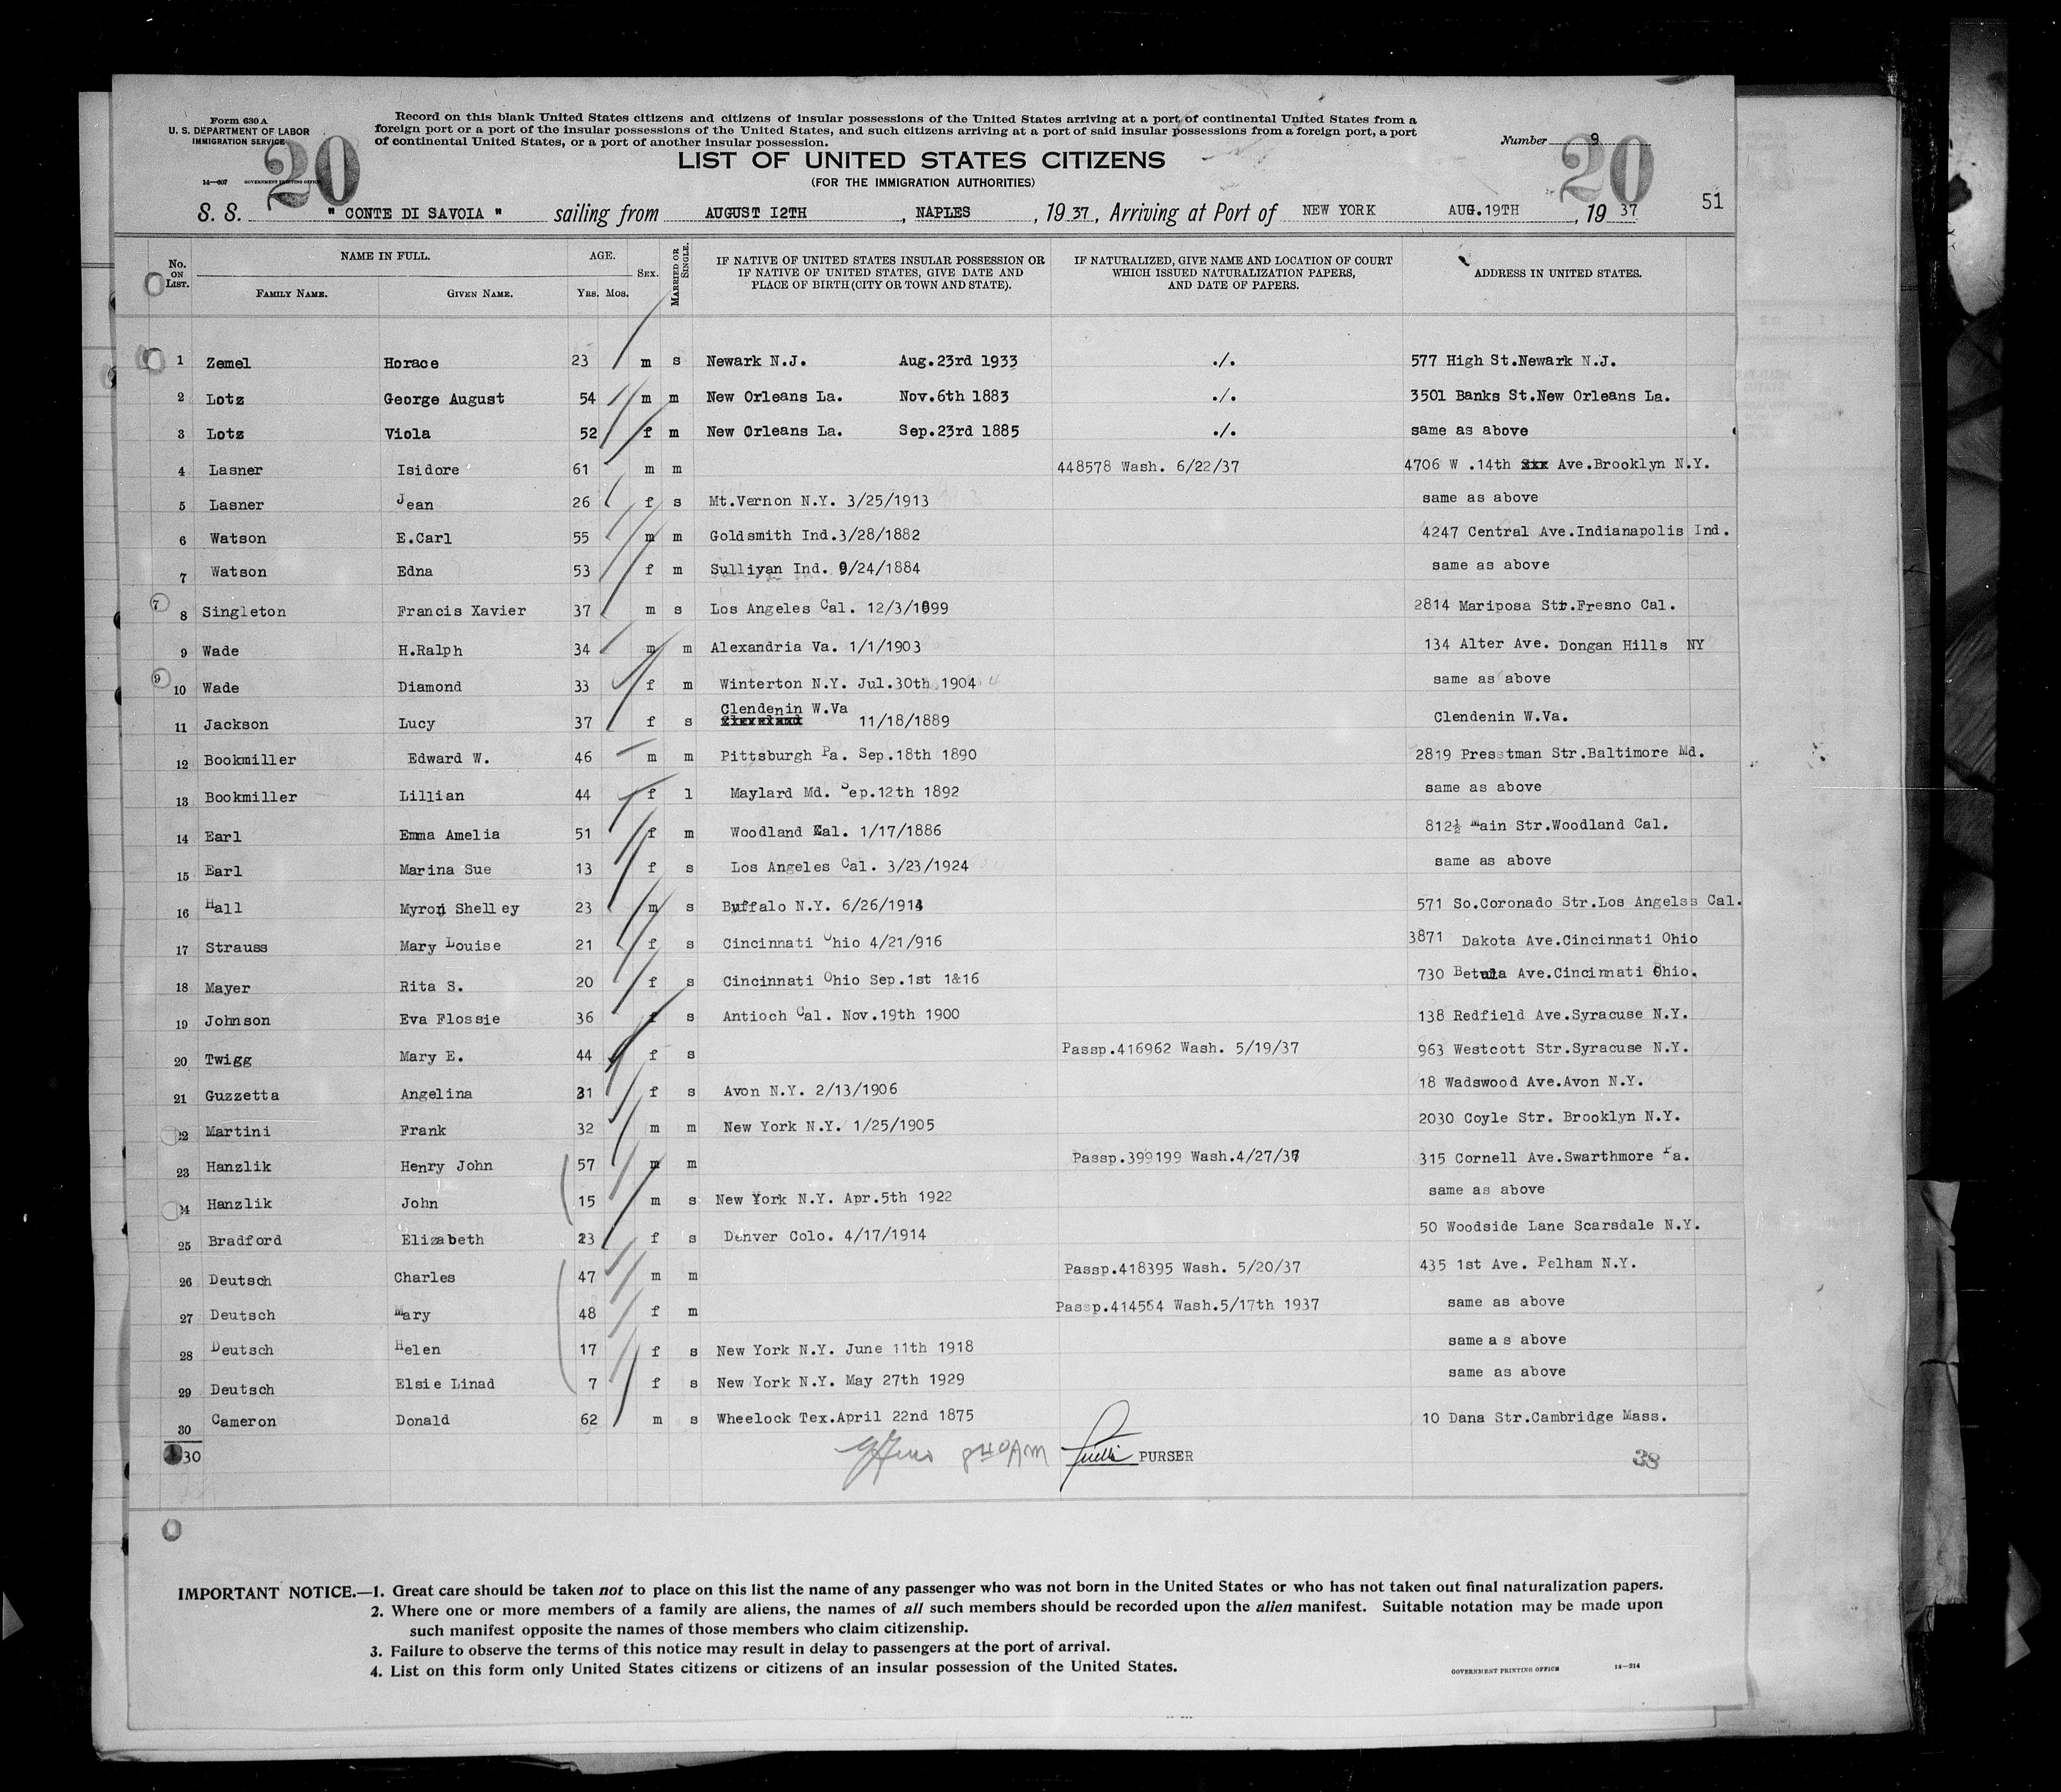 Form 630 A
U. S. DEPARTMENT OF LABOR
IMMIGRATION SERVICE
20
14—607 GOVERNMENT PRINTING OFFICE
Record on this blank United States citizens and citizens of insular possessions of the United States arriving at a port of continental United States from a
foreign port or a port of the insular possessions of the United States, and such citizens arriving at a port of said insular possessions from a foreign port, a port
of continental United States, or a port of another insular possession.
Number 9
20
LIST OF UNITED STATES CITIZENS
(FOR THE IMMIGRATION AUTHORITIES)
51
S. S. " CONTE DI SAVOIA " sailing from AUGUST I2TH , NAPLES , 19 37 , Arriving at Port of NEW YORK AUG.19TH , 19 37
No. ON LIST.
NAME IN FULL.
FAMILY NAME. GIVEN NAME.
AGE.
YRS. MOS.
SEX.
MARRIED OR SINGLE.
IF NATIVE OF UNITED STATES INSULAR POSSESSION OR
IF NATIVE OF UNITED STATES, GIVE DATE AND
PLACE OF BIRTH (CITY OR TOWN AND STATE).
IF NATURALIZED, GIVE NAME AND LOCATION OF COURT
WHICH ISSUED NATURALIZATION PAPERS,
AND DATE OF PAPERS.
ADDRESS IN UNITED STATES.
1 Zemel Horace 23 m s Newark N.J. Aug.23rd 1933 ./. 577 High St.Newark N.J.
2 Lotz George August 54 m m New Orleans La. Nov.6th 1883 ./. 3501 Banks St.New Orleans La.
3 Lotz Viola 52 f m New Orleans La. Sep.23rd 1885 ./. same as above
4 Lasner Isidore 61 m m 448578 Wash. 6/22/37 4706 W .14th Ave.Brooklyn N.Y.
5 Lasner Jean 26 f s Mt.Vernon N.Y. 3/25/1913 same as above
6 Watson E.Carl 55 m m Goldsmith Ind.3/28/1882 4247 Central Ave.Indianapolis Ind.
7 Watson Edna 53 f m Sullivan Ind. 9/24/1884 same as above
7 8 Singleton Francis Xavier 37 m s Los Angeles Cal. 12/3/1899 2814 Mariposa Str.Fresno Cal.
9 Wade H.Ralph 34 m m Alexandria Va. 1/1/1903 134 Alter Ave. Dongan Hills NY
9 10 Wade Diamond 33 f m Winterton N.Y. Jul.30th 1904 same as above
11 Jackson Lucy 37 f s Clendenin W.Va 11/18/1889 Clendenin W.Va.
12 Bookmiller Edward W. 46 m m Pittsburgh Pa. Sep.18th 1890 2819 Presstman Str.Baltimore Md.
13 Bookmiller Lillian 44 f l Maylard Md. Sep.12th 1892 same as above
14 Earl Emma Amelia 51 f m Woodland Cal. 1/17/1886 812½ Main Str.Woodland Cal.
15 Earl Marina Sue 13 f s Los Angeles Cal. 3/23/1924 same as above
16 Hall Myron Shelley 23 m s Buffalo N.Y. 6/26/1914 571 So.Coronado Str.Los Angelss Cal.
17 Strauss Mary Louise 21 f s Cincinnati Ohio 4/21/916 3871 Dakota Ave.Cincinnati Ohio
18 Mayer Rita S. 20 f s Cincinnati Ohio Sep.1st 1&16 730 Betula Ave.Cincinnati Ohio.
19 Johnson Eva Flossie 36 f s Antioch Cal. Nov.19th 1900 138 Redfield Ave.Syracuse N.Y.
20 Twigg Mary E. 44 f s Passp.416962 Wash. 5/19/37 963 Westcott Str.Syracuse N.Y.
21 Guzzetta Angelina 31 f s Avon N.Y. 2/13/1906 18 Wadswood Ave.Avon N.Y.
22 Martini Frank 32 m m New York N.Y. 1/25/1905 2030 Coyle Str. Brooklyn N.Y.
23 Hanzlik Henry John 57 m m Passp.399199 Wash.4/27/37 315 Cornell Ave.Swarthmore Pa.
24 Hanzlik John 15 m s New York N.Y. Apr.5th 1922 same as above
25 Bradford Elizabeth 23 f s Denver Colo. 4/17/1914 50 Woodside Lane Scarsdale N.Y.
26 Deutsch Charles 47 m m Passp.418395 Wash. 5/20/37 435 1st Ave. Pelham N.Y.
27 Deutsch Mary 48 f m Passp.414564 Wash.5/17th 1937 same as above
28 Deutsch Helen 17 f s New York N.Y. June 11th 1918 same a s above
29 Deutsch Elsie Linad 7 f s New York N.Y. May 27th 1929 same as above
30 Cameron Donald 62 m s Wheelock Tex.April 22nd 1875 10 Dana Str.Cambridge Mass.
30 PURSER 38
IMPORTANT NOTICE.—1. Great care should be taken not to place on this list the name of any passenger who was not born in the United States or who has not taken out final naturalization papers.
2. Where one or more members of a family are aliens, the names of all such members should be recorded upon the alien manifest. Suitable notation may be made upon
such manifest opposite the names of those members who claim citizenship.
3. Failure to observe the terms of this notice may result in delay to passengers at the port of arrival.
4. List on this form only United States citizens or citizens of an insular possession of the United States.
GOVERNMENT PRINTING OFFICE 14—214